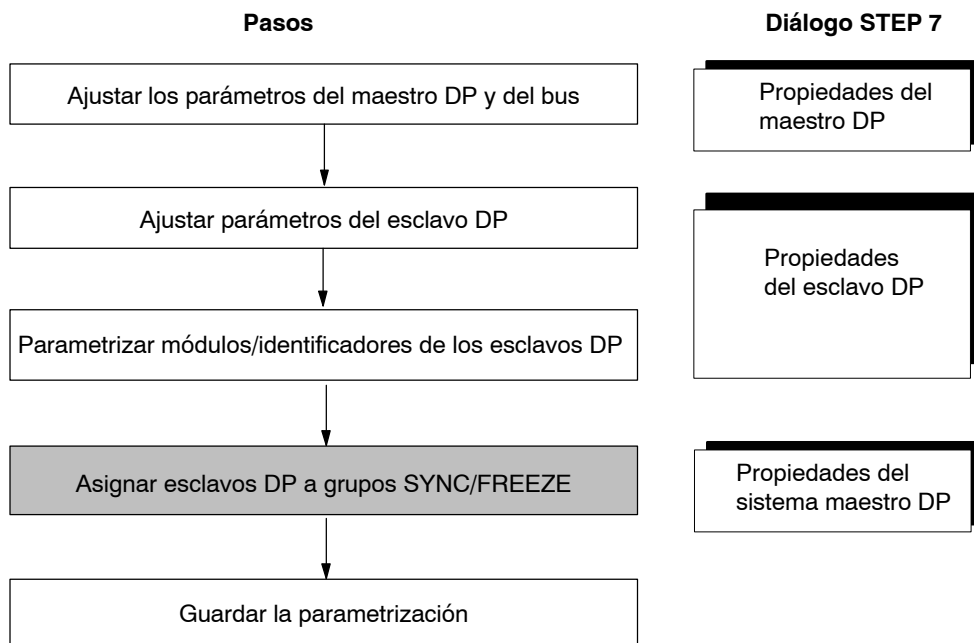 Pasos
Diálogo STEP 7
Ajustar los parámetros del maestro DP y del bus
Propiedades del
maestro DP
Ajustar parámetros del esclavo DP
Propiedades
del esclavo DP
Parametrizar módulos/identificadores de los esclavos DP
Asignar esclavos DP a grupos SYNC/FREEZE
Propiedades del
sistema maestro DP
Guardar la parametrización